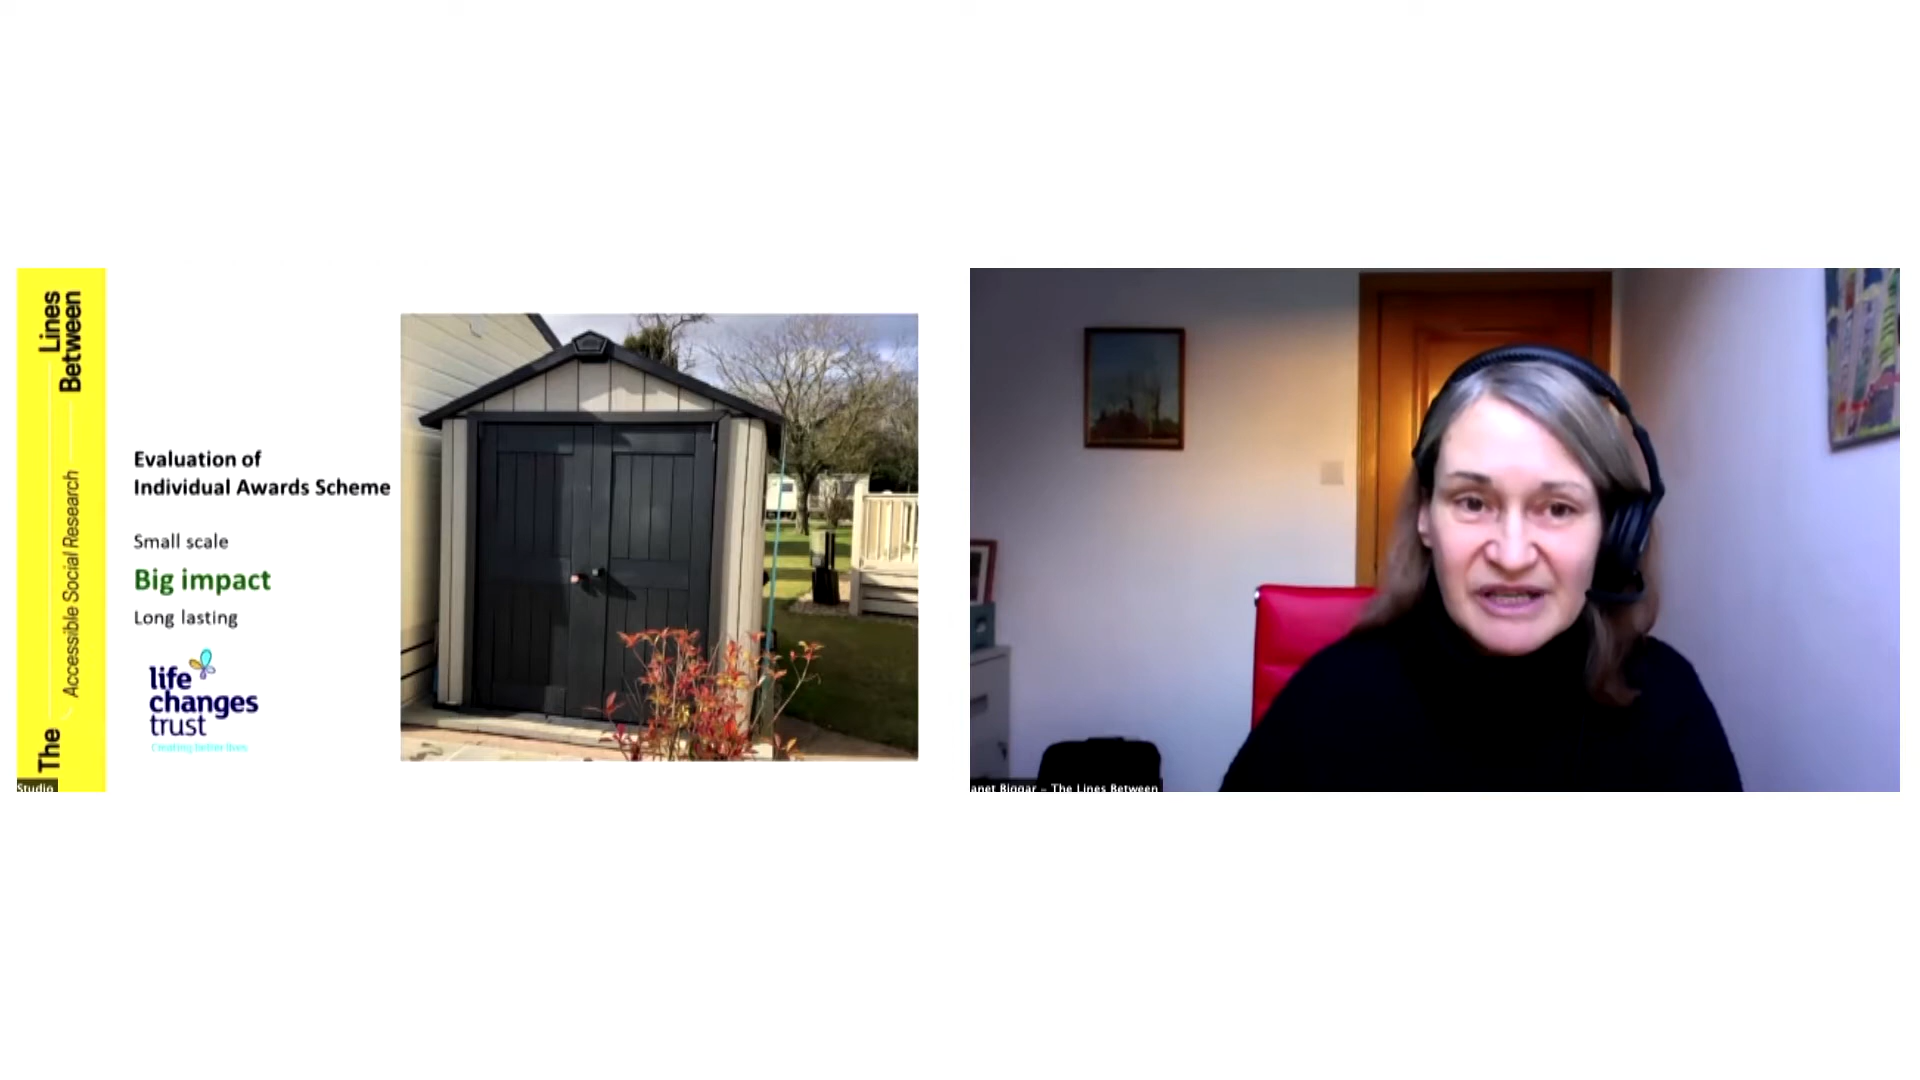 The Lines
Between
Accessible Social Research
Evaluation of
Individual Awards Scheme
Small scale
Big impact
Long lasting
life
changes
trust
Creating better lives
Studio
anet Biggar – The Lines Between